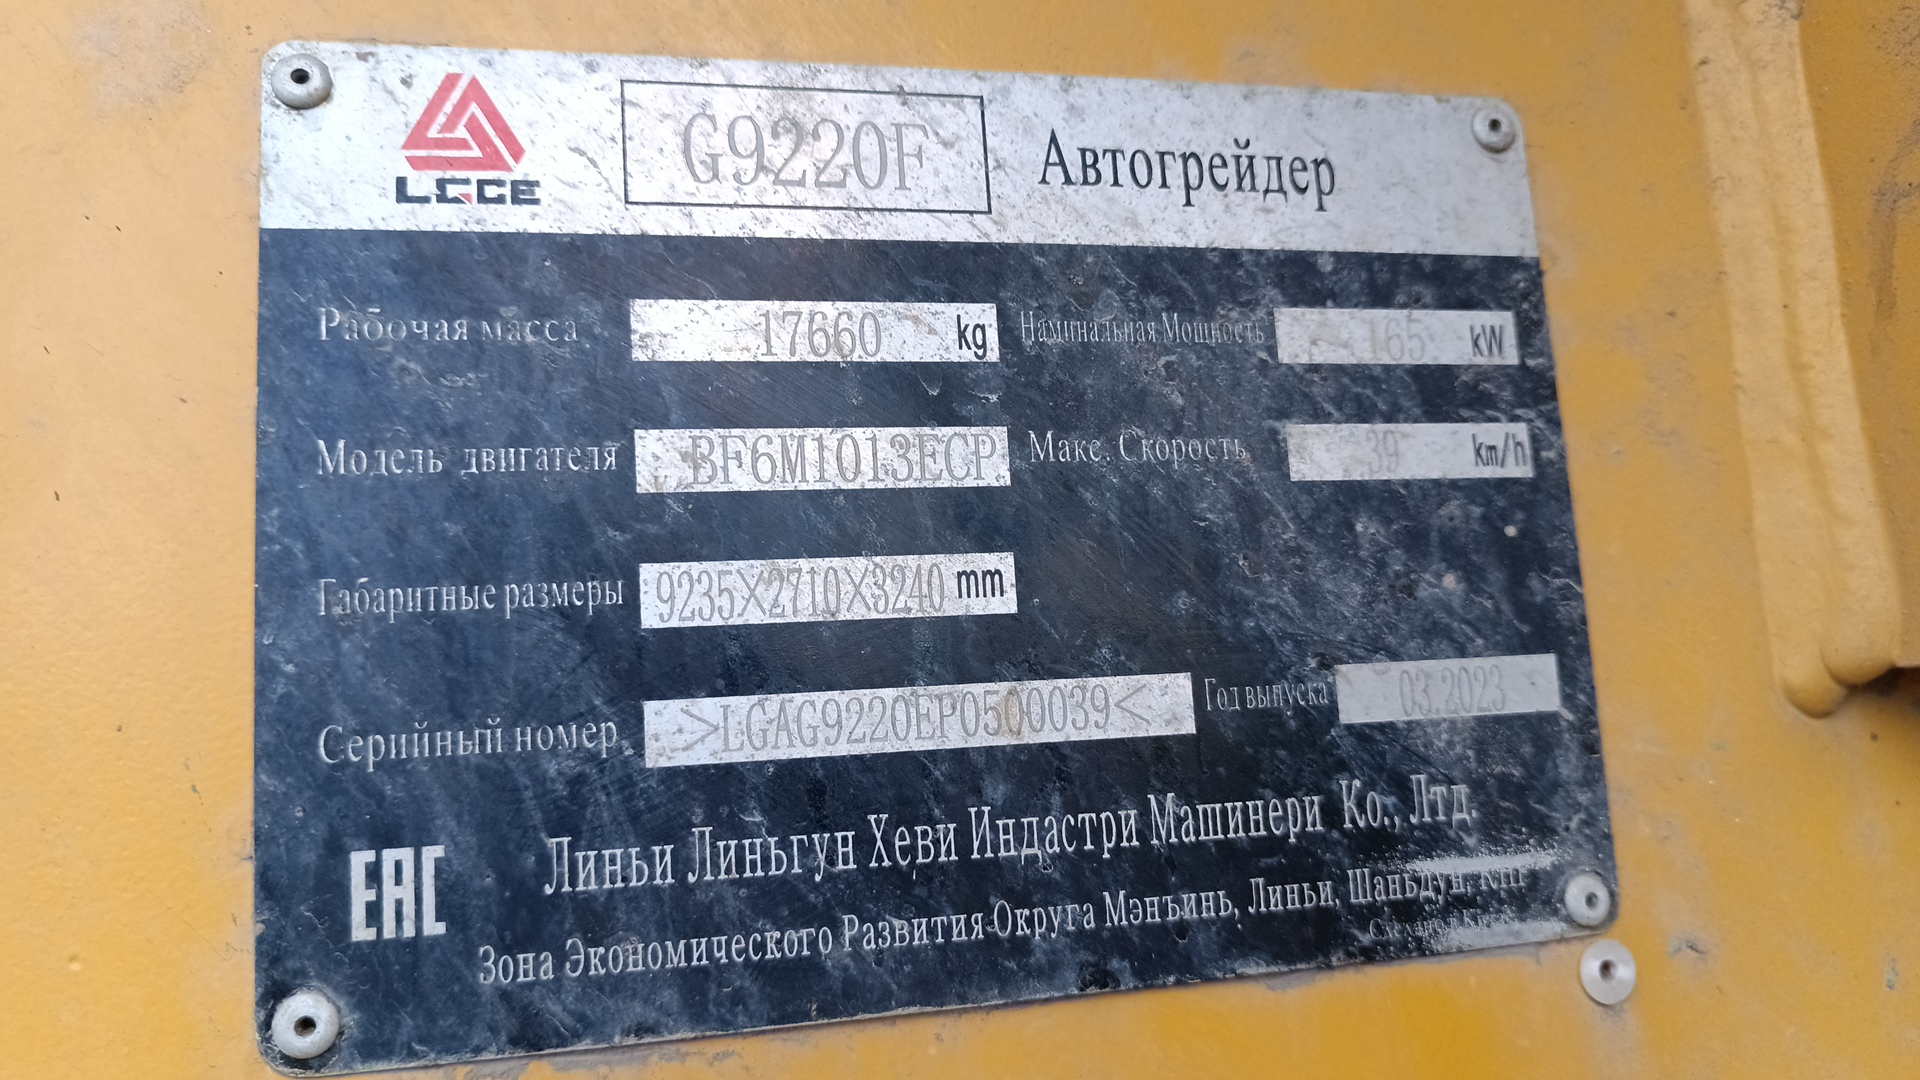 LGCE G9220F Автогрейдер
Рабочая масса 17660 kg Наминальная Мощность 165 kW
Модель двигателя BF6M1013ECP Макс. Скорость 39 km/h
Габаритные размеры 9235X2710X3240 mm
Серийный номер >LGAG9220EP0500039< Год выпуска 03.2023
EAC Линьи Линьгун Хеви Индастри Машинери Ко., Лтд.
Зона Экономического Развития Округа Мэнъинь, Линьи, Шаньдун, КНР
Сделано в